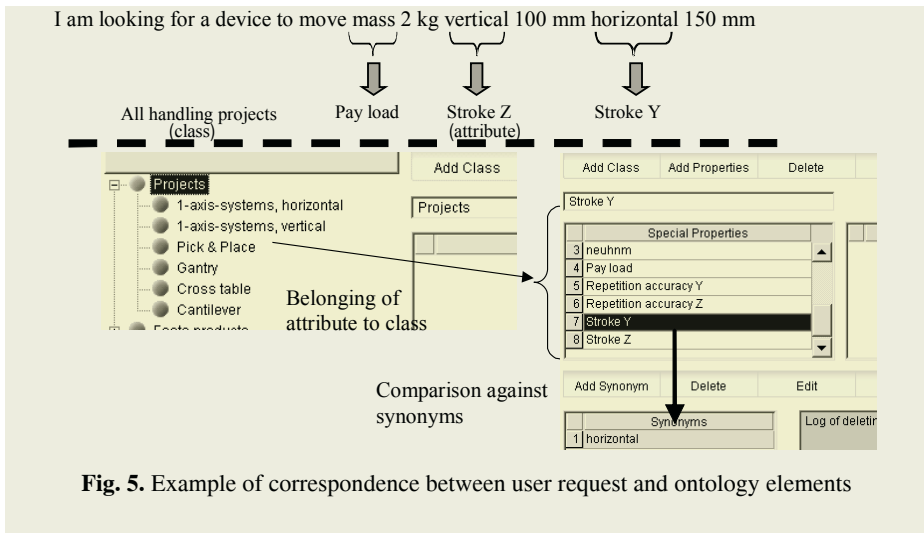 I am looking for a device to move mass 2 kg vertical 100 mm horizontal 150 mm
All handling projects
(class)
Pay load
Stroke Z
(attribute)
Stroke Y
Projects
1-axis-systems, horizontal
1-axis-systems, vertical
Pick & Place
Gantry
Cross table
Cantilever
Add Class
Projects
Add Class Add Properties Delete
Stroke Y
Special Properties
3 neuhnm
4 Pay load
5 Repetition accuracy Y
6 Repetition accuracy Z
7 Stroke Y
8 Stroke Z
Belonging of
attribute to class
Comparison against
synonyms
Add Synonym Delete Edit
Synonyms
1 horizontal
Log of deletin
Fig. 5. Example of correspondence between user request and ontology elements